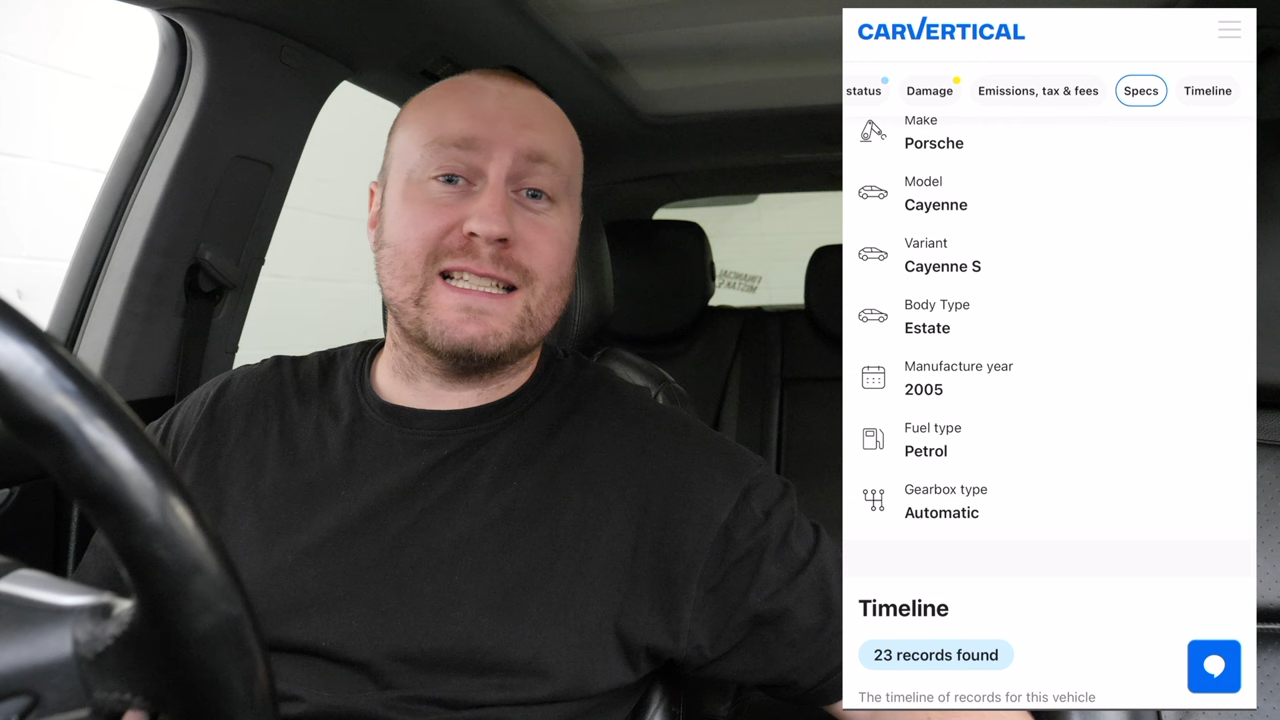 CARVERTICAL
status
Damage
Emissions, tax & fees
Specs
Timeline
Make
Porsche
Model
Cayenne
Variant
Cayenne S
Body Type
Estate
Manufacture year
2005
Fuel type
Petrol
Gearbox type
Automatic
Timeline
23 records found
The timeline of records for this vehicle
FINANCIAL